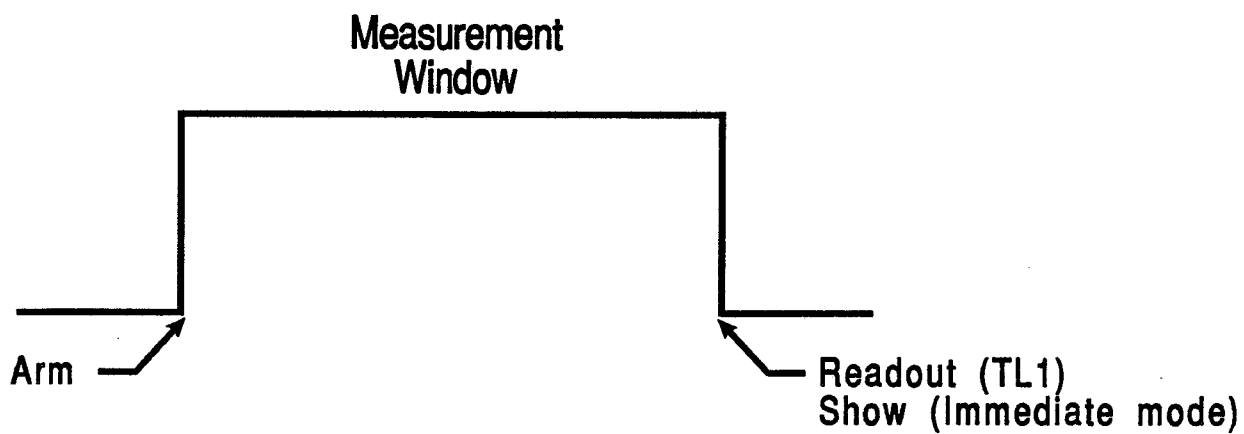 Measurement
Window
Arm
Readout (TL1)
Show (Immediate mode)